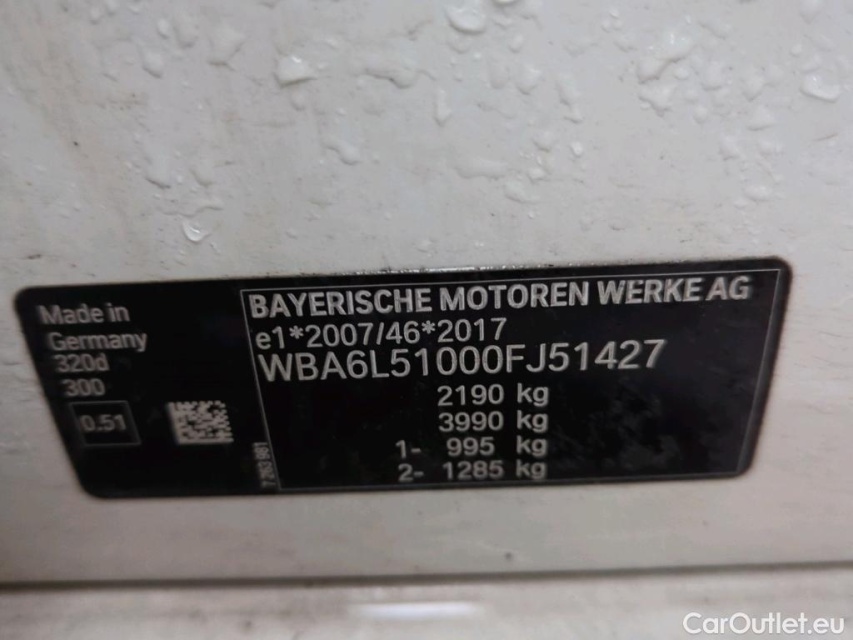 Made in
Germany
320d
300
0.51
BAYERISCHE MOTOREN WERKE AG
e1*2007/46*2017
WBA6L51000FJ51427
2190 kg
3990 kg
1- 995 kg
2- 1285 kg
CarOutlet.eu